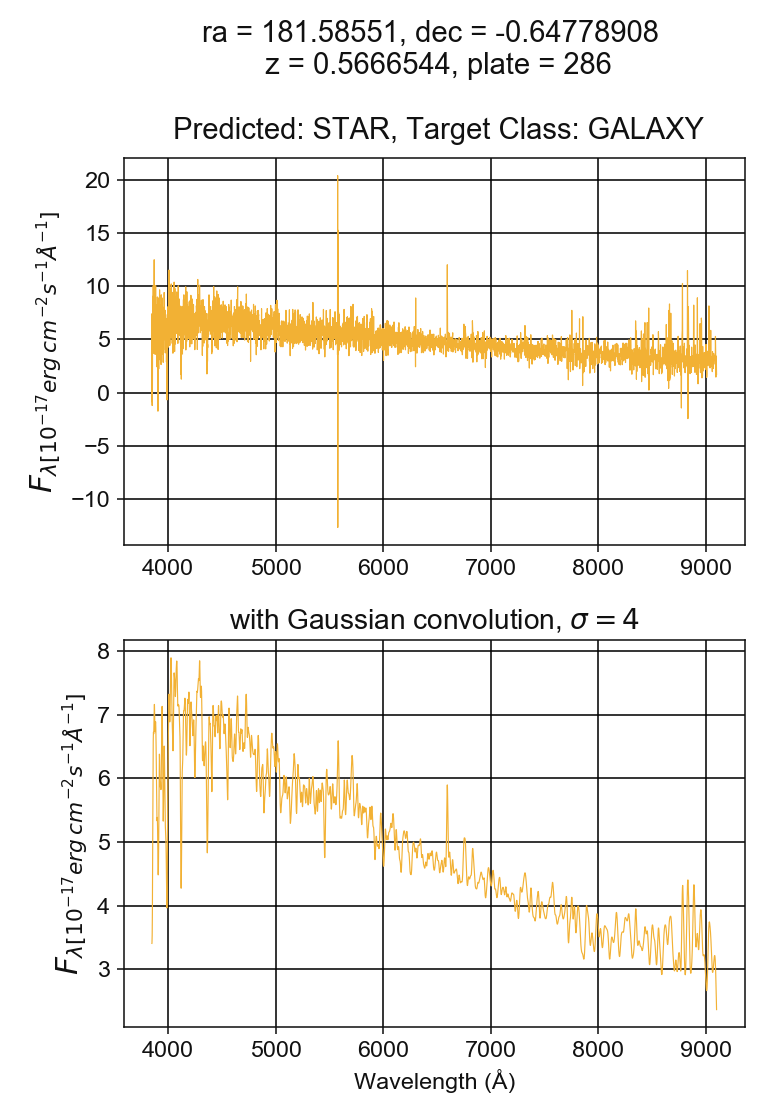 ra = 181.58551, dec = -0.64778908
z = 0.5666544, plate = 286
Predicted: STAR, Target Class: GALAXY
F_λ[10^{-17} erg cm^{-2} s^{-1} Å^{-1}]
20
15
10
5
0
−5
−10
4000 5000 6000 7000 8000 9000
with Gaussian convolution, σ = 4
F_λ[10^{-17} erg cm^{-2} s^{-1} Å^{-1}]
8
7
6
5
4
3
4000 5000 6000 7000 8000 9000
Wavelength (Å)